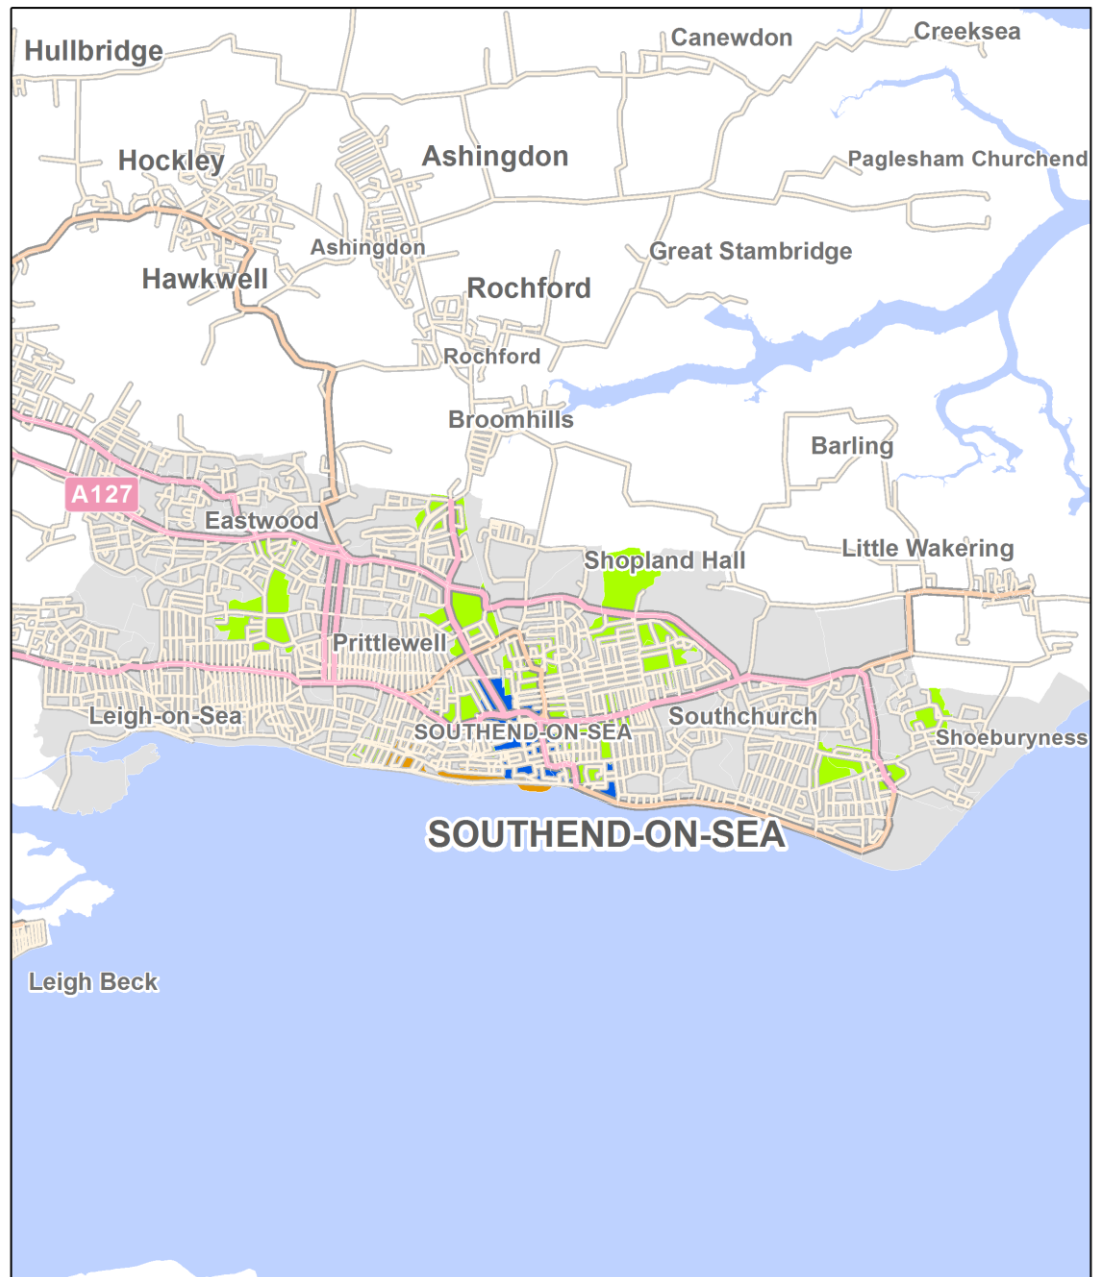 Hullbridge
Canewdon
Creeksea
Hockley
Ashingdon
Paglesham Churchend
Ashingdon
Great Stambridge
Hawkwell
Rochford
Rochford
Broomhills
Barling
A127
Eastwood
Shopland Hall
Little Wakering
Prittlewell
Leigh-on-Sea
SOUTHEND-ON-SEA
Southchurch
Shoeburyness
SOUTHEND-ON-SEA
Leigh Beck